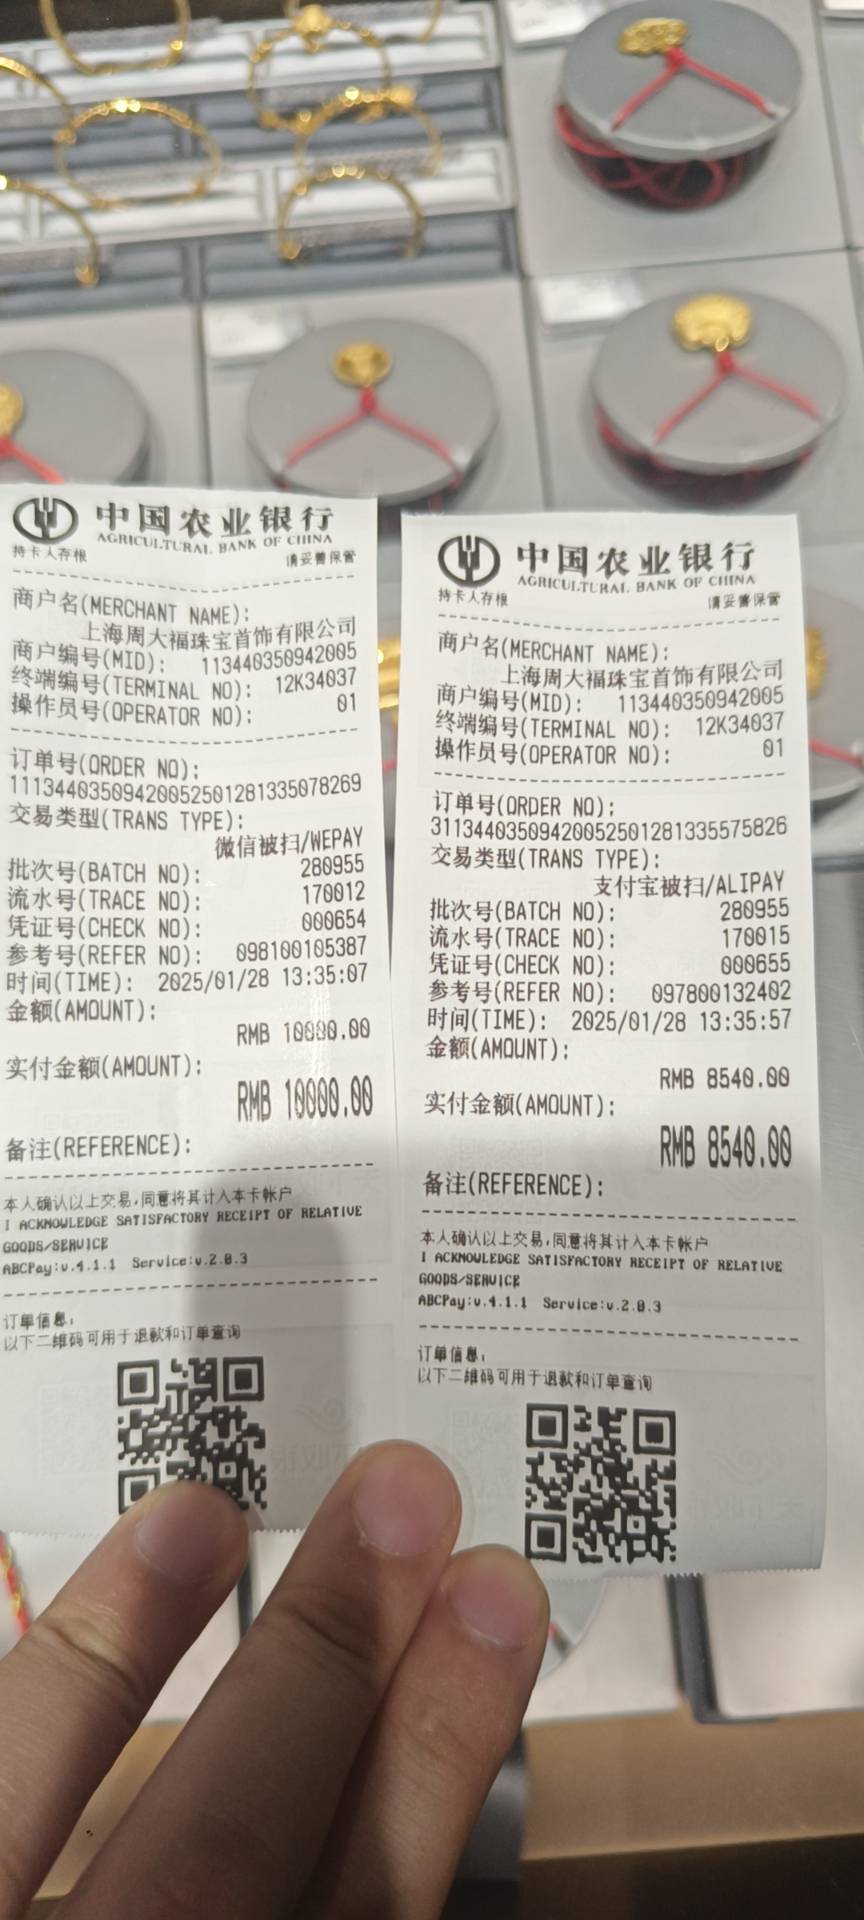 中国农业银行
AGRICULTURAL BANK OF CHINA
持卡人存根 请妥善保管
商户名(MERCHANT NAME):
上海周大福珠宝首饰有限公司
商户编号(MID): 113440350942005
终端编号(TERMINAL NO): 12K34037
操作员号(OPERATOR NO): 01
订单号(ORDER NO):
11134403509420052501281335078269
交易类型(TRANS TYPE):
微信被扫/WEPAY
批次号(BATCH NO): 280955
流水号(TRACE NO): 170012
凭证号(CHECK NO): 000654
参考号(REFER NO): 098100105387
时间(TIME): 2025/01/28 13:35:07
金额(AMOUNT):
RMB 10000.00
实付金额(AMOUNT):
RMB 10000.00
备注(REFERENCE):
本人确认以上交易,同意将其计入本卡帐户
I ACKNOWLEDGE SATISFACTORY RECEIPT OF RELATIVE
GOODS/SERVICE
ABCPay:v.4.1.1 Service:v.2.0.3
订单信息:
以下二维码可用于退款和订单查询
中国农业银行
AGRICULTURAL BANK OF CHINA
持卡人存根 请妥善保管
商户名(MERCHANT NAME):
上海周大福珠宝首饰有限公司
商户编号(MID): 113440350942005
终端编号(TERMINAL NO): 12K34037
操作员号(OPERATOR NO): 01
订单号(ORDER NO):
31134403509420052501281335575826
交易类型(TRANS TYPE):
支付宝被扫/ALIPAY
批次号(BATCH NO): 280955
流水号(TRACE NO): 170015
凭证号(CHECK NO): 000655
参考号(REFER NO): 097800132402
时间(TIME): 2025/01/28 13:35:57
金额(AMOUNT):
RMB 8540.00
实付金额(AMOUNT):
RMB 8540.00
备注(REFERENCE):
本人确认以上交易,同意将其计入本卡帐户
I ACKNOWLEDGE SATISFACTORY RECEIPT OF RELATIVE
GOODS/SERVICE
ABCPay:v.4.1.1 Service:v.2.0.3
订单信息:
以下二维码可用于退款和订单查询